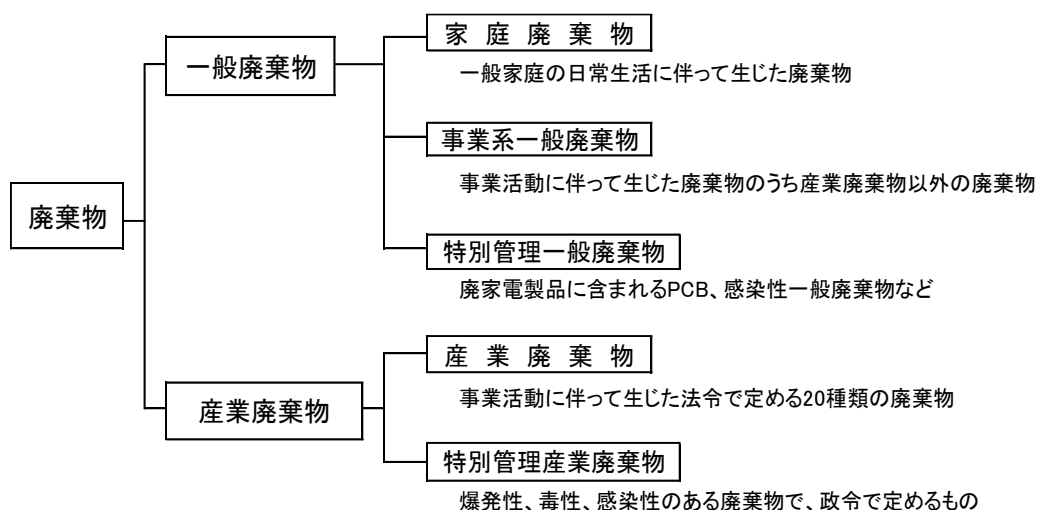 廃棄物
一般廃棄物
家庭廃棄物
一般家庭の日常生活に伴って生じた廃棄物
事業系一般廃棄物
事業活動に伴って生じた廃棄物のうち産業廃棄物以外の廃棄物
特別管理一般廃棄物
廃家電製品に含まれるPCB、感染性一般廃棄物など
産業廃棄物
産業廃棄物
事業活動に伴って生じた法令で定める20種類の廃棄物
特別管理産業廃棄物
爆発性、毒性、感染性のある廃棄物で、政令で定めるもの